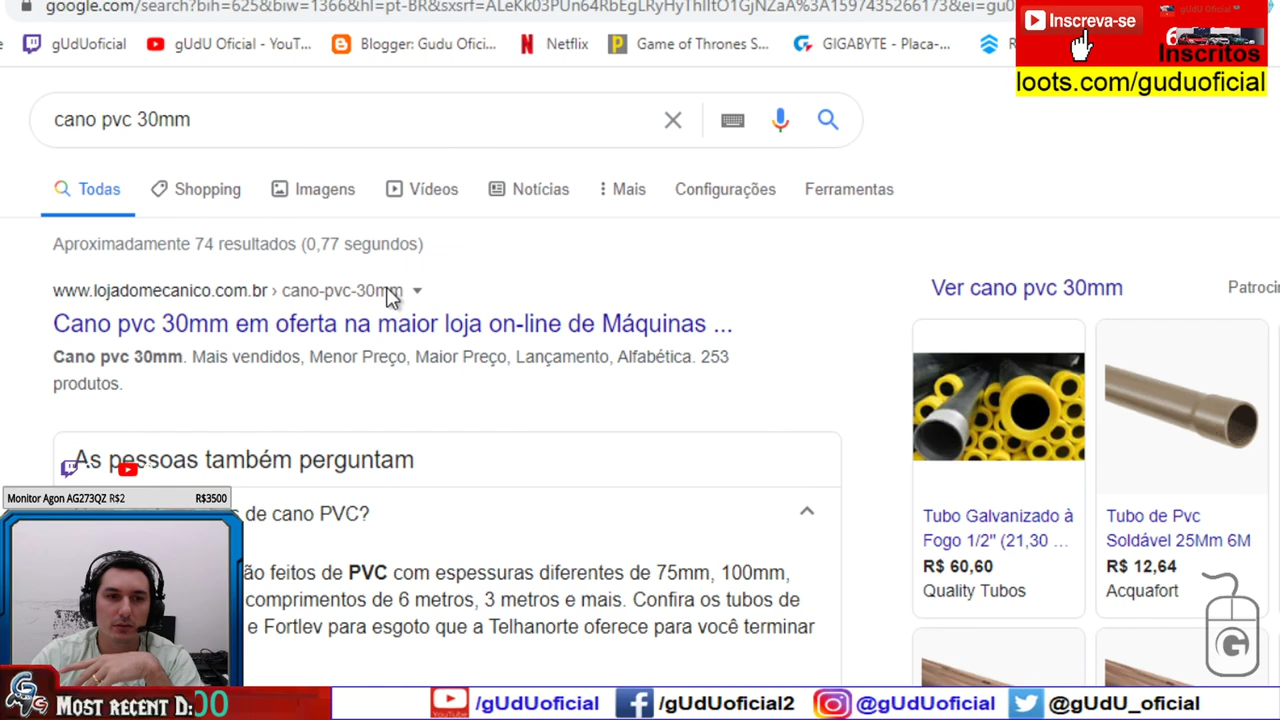 google.com/search?bih=625&biw=1366&hl=pt-BR&sxsrf=
Inscreva-se
Inscritos
loots.com/guduoficial
gUdUoficial
gUdU Oficial - YouT...
Blogger: Gudu Ofici...
Netflix
Game of Thrones S...
GIGABYTE - Placa-...
cano pvc 30mm
Todas
Shopping
Imagens
Vídeos
Notícias
Mais
Configurações
Ferramentas
Aproximadamente 74 resultados (0,77 segundos)
www.lojadomecanico.com.br › cano-pvc-30mm
Cano pvc 30mm em oferta na maior loja on-line de Máquinas ...
Cano pvc 30mm. Mais vendidos, Menor Preço, Maior Preço, Lançamento, Alfabética. 253
produtos.
Ver cano pvc 30mm
Patroci
As pessoas também perguntam
Monitor Agon AG273QZ R$2
R$3500
de cano PVC?
ão feitos de PVC com espessuras diferentes de 75mm, 100mm,
comprimentos de 6 metros, 3 metros e mais. Confira os tubos de
e Fortlev para esgoto que a Telhanorte oferece para você terminar
Tubo Galvanizado à
Fogo 1/2" (21,30 ...
R$ 60,60
Quality Tubos
Tubo de Pvc
Soldável 25Mm 6M
R$ 12,64
Acquafort
Most recent D:00
/gUdUoficial
/gUdUoficial2
@gUdUoficial
@gUdU_oficial